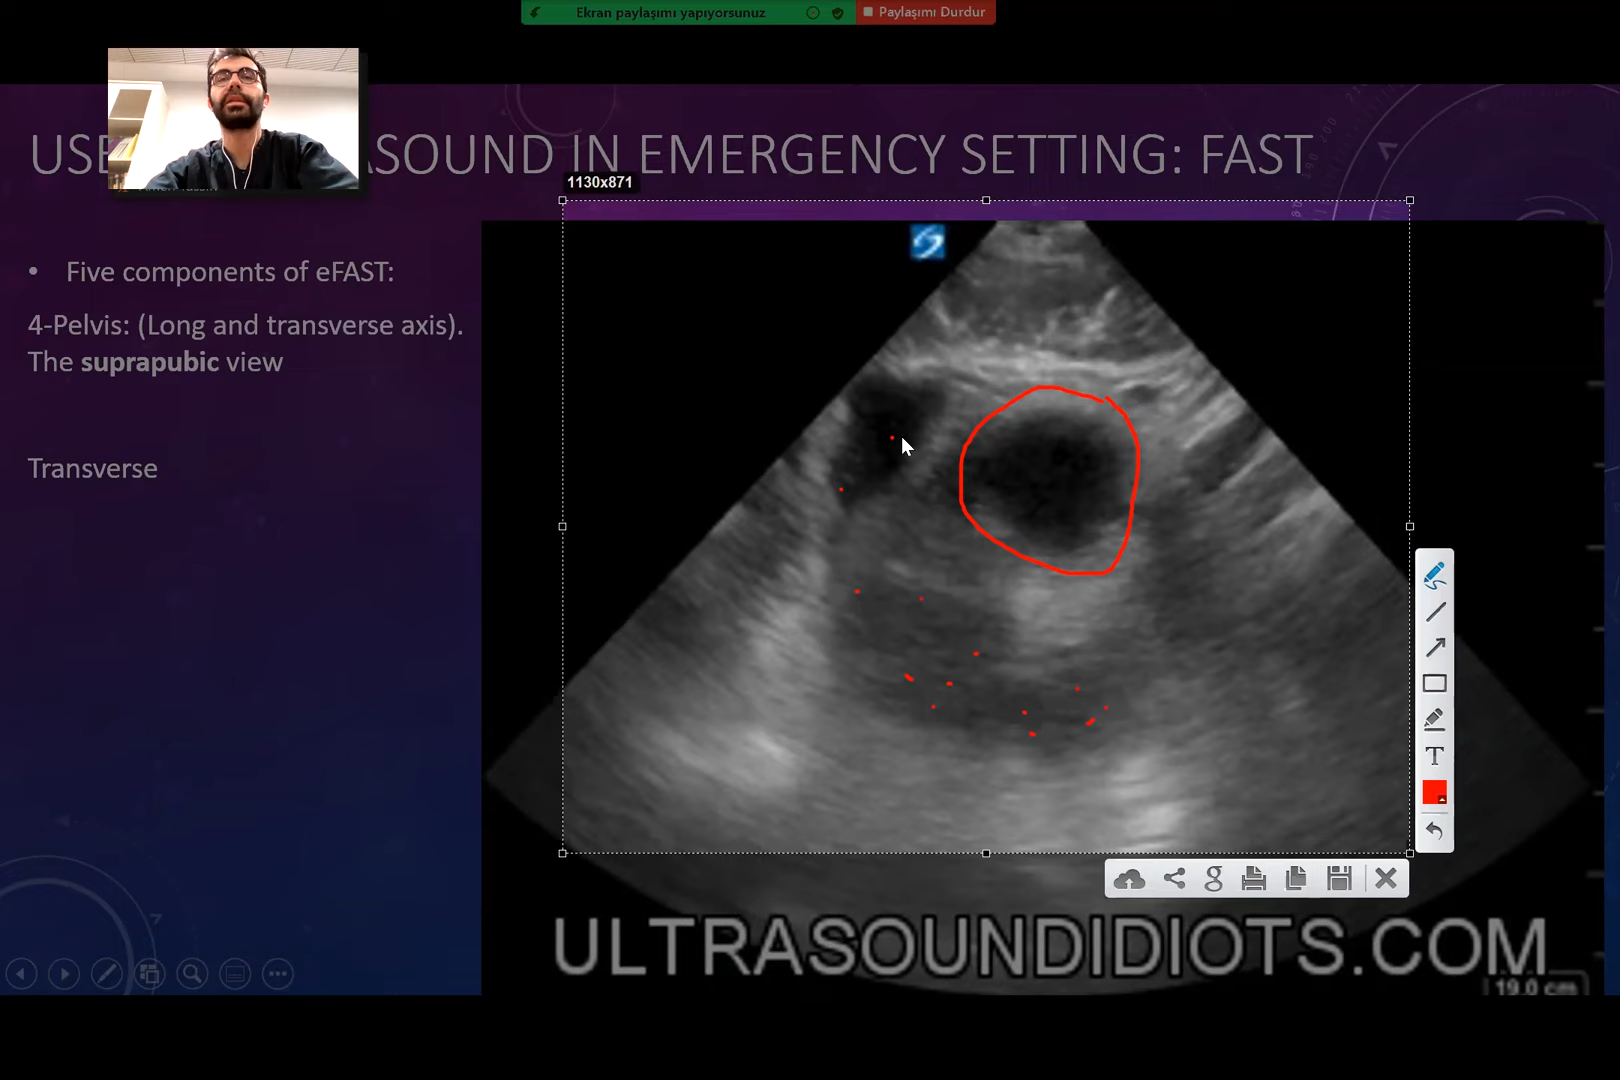 Ekran paylaşımı yapıyorsunuz
Paylaşımı Durdur
USE SOUND IN EMERGENCY SETTING: FAST
1130x871
• Five components of eFAST:
4-Pelvis: (Long and transverse axis).
The suprapubic view
Transverse
T
g
ULTRASOUNDIDIOTS.COM
19.0 cm